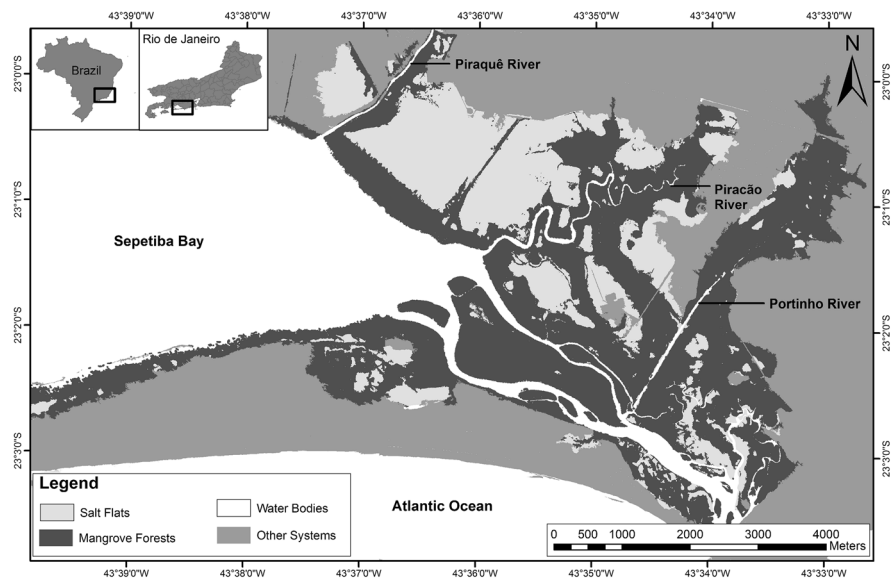 43°39'0"W 43°38'0"W 43°37'0"W 43°36'0"W 43°35'0"W 43°34'0"W 43°33'0"W
Brazil
Rio de Janeiro
N
23°0'0"S
23°0'0"S
Piraquê River
23°1'0"S
23°1'0"S
Piracão
River
Sepetiba Bay
Portinho River
23°2'0"S
23°2'0"S
23°3'0"S
23°3'0"S
Legend
Salt Flats
Water Bodies
Mangrove Forests
Other Systems
Atlantic Ocean
0 500 1000 2000 3000 4000
Meters
43°39'0"W 43°38'0"W 43°37'0"W 43°36'0"W 43°35'0"W 43°34'0"W 43°33'0"W